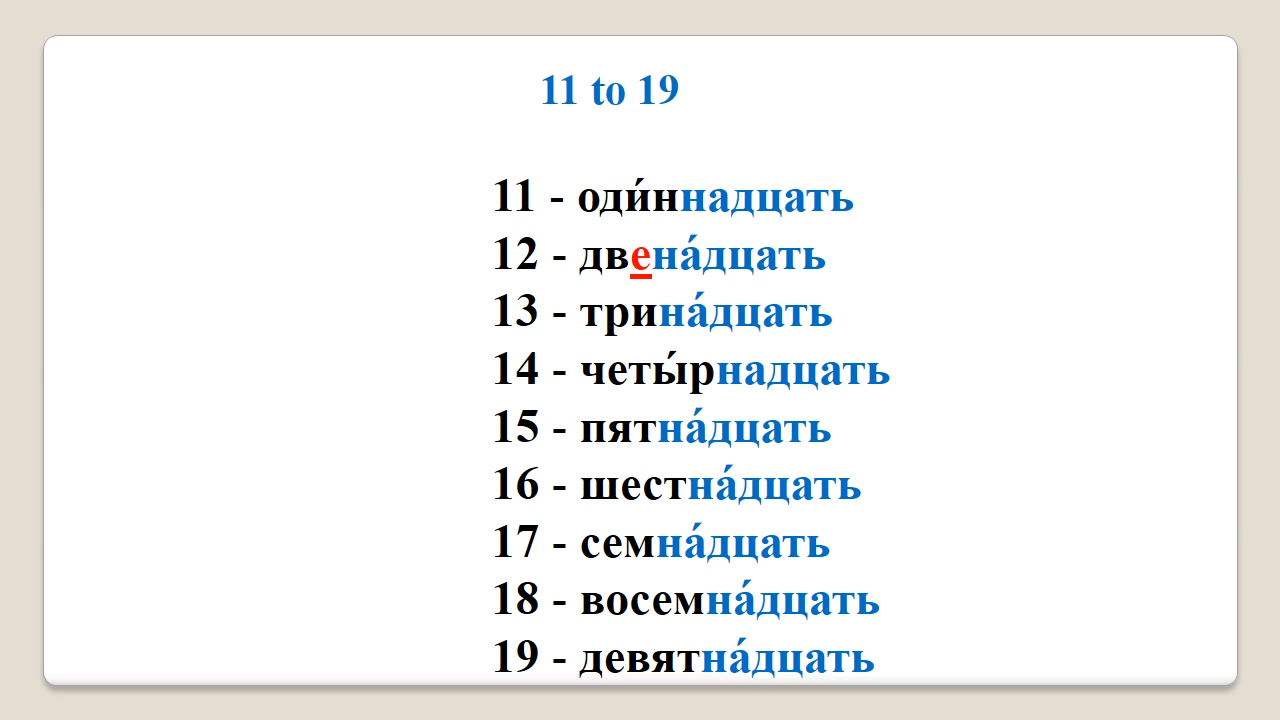 11 to 19
11 - оди́ннадцать
12 - двена́дцать
13 - трина́дцать
14 - четы́рнадцать
15 - пятна́дцать
16 - шестна́дцать
17 - семна́дцать
18 - восемна́дцать
19 - девятна́дцать